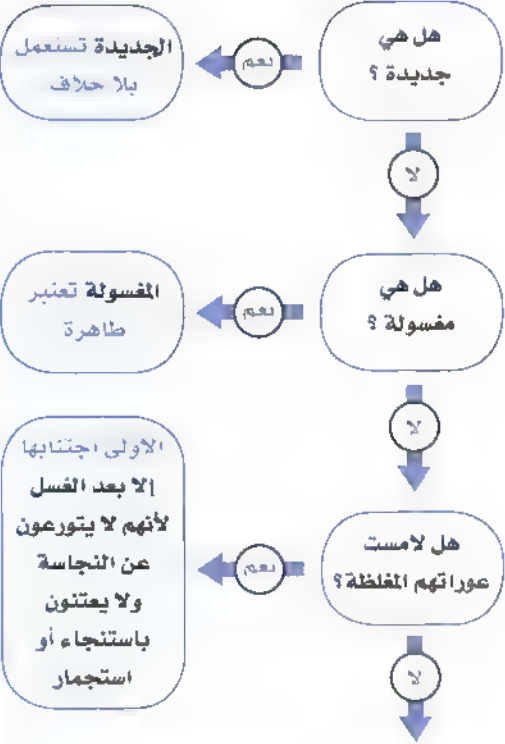 هل هي
جديدة ؟
نعم
الجديدة تستعمل
بلا خلاف
لا
هل هي
مغسولة ؟
نعم
المغسولة تعتبر
طاهرة
لا
هل لامست
عوراتهم المغلظة؟
نعم
الاولى اجتنابها
إلا بعد الغسل
لأنهم لا يتورعون
عن النجاسة
ولا يعتنون
باستنجاء أو
استجمار
لا